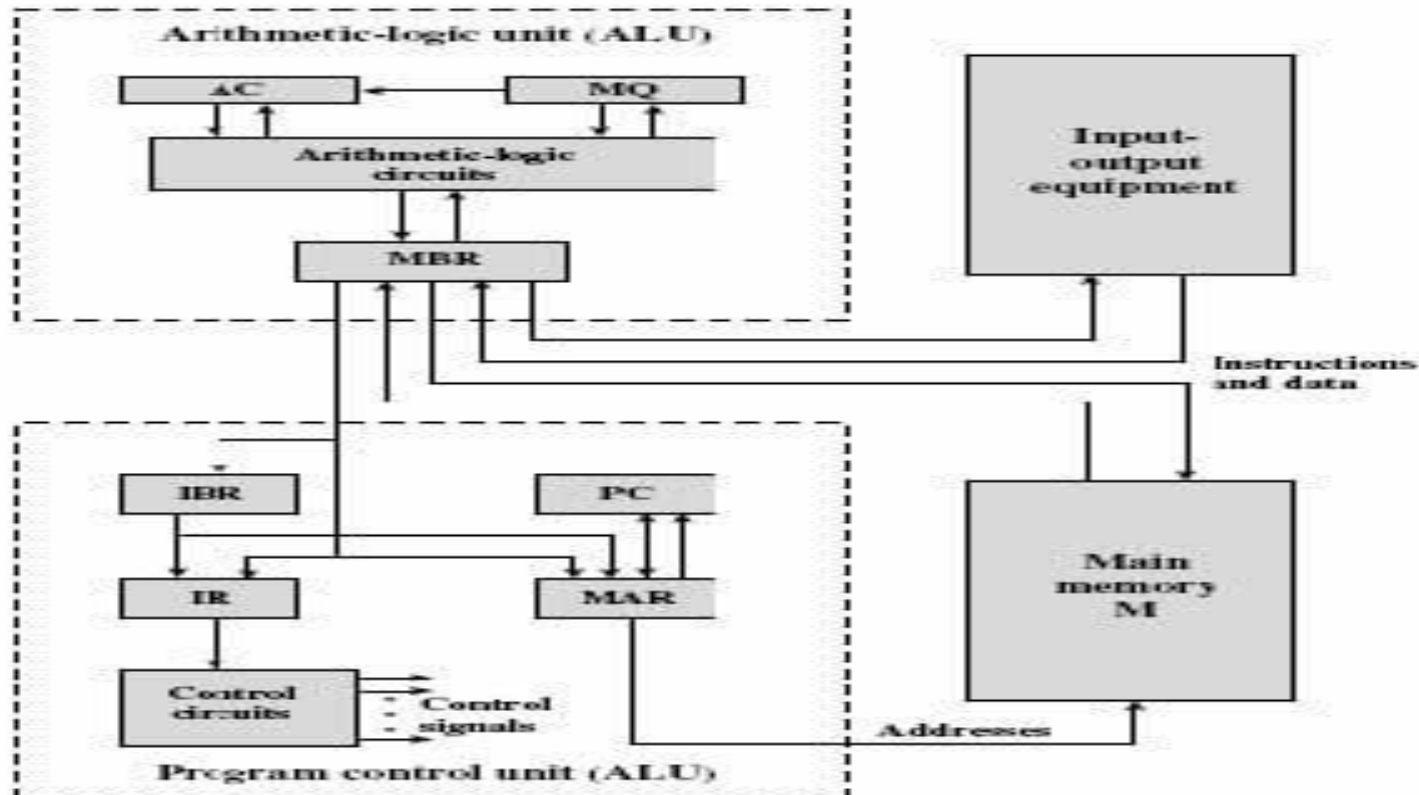 Arithmetic-logic unit (ALU)
AC
MQ
Arithmetic-logic
circuits
MBR
Input-
output
equipment
Instructions
and data
IBR
PC
IR
MAR
Main
memory
M
Control
circuits
Control
signals
Addresses
Program control unit (ALU)